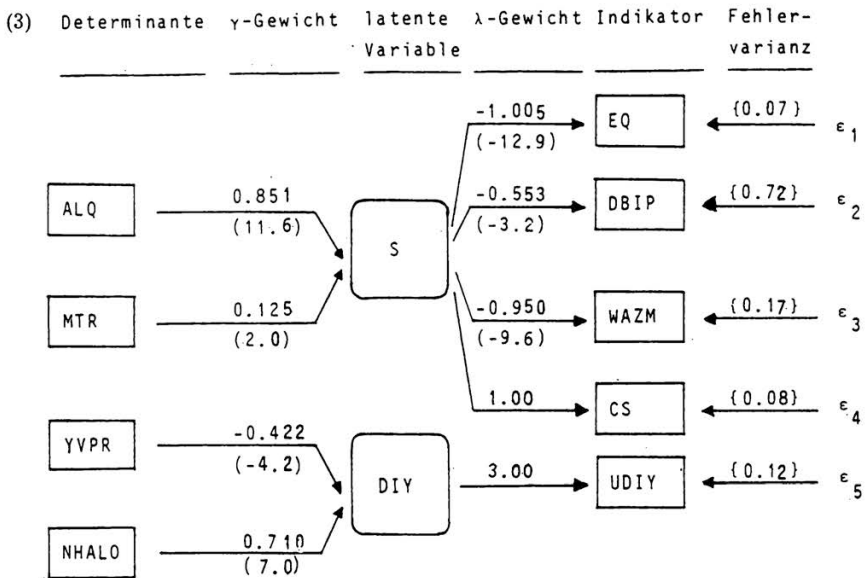 (3) Determinante γ-Gewicht latente Variable λ-Gewicht Indikator Fehler-varianz
-1.005 EQ {0.07} ε1
(-12.9)
ALQ 0.851 -0.553 DBIP {0.72} ε2
(11.6) (-3.2)
S
MTR 0.125 -0.950 WAZM {0.17} ε3
(2.0) (-9.6)
1.00 CS {0.08} ε4
YVPR -0.422
(-4.2)
DIY 3.00 UDIY {0.12} ε5
NHALO 0.710
(7.0)